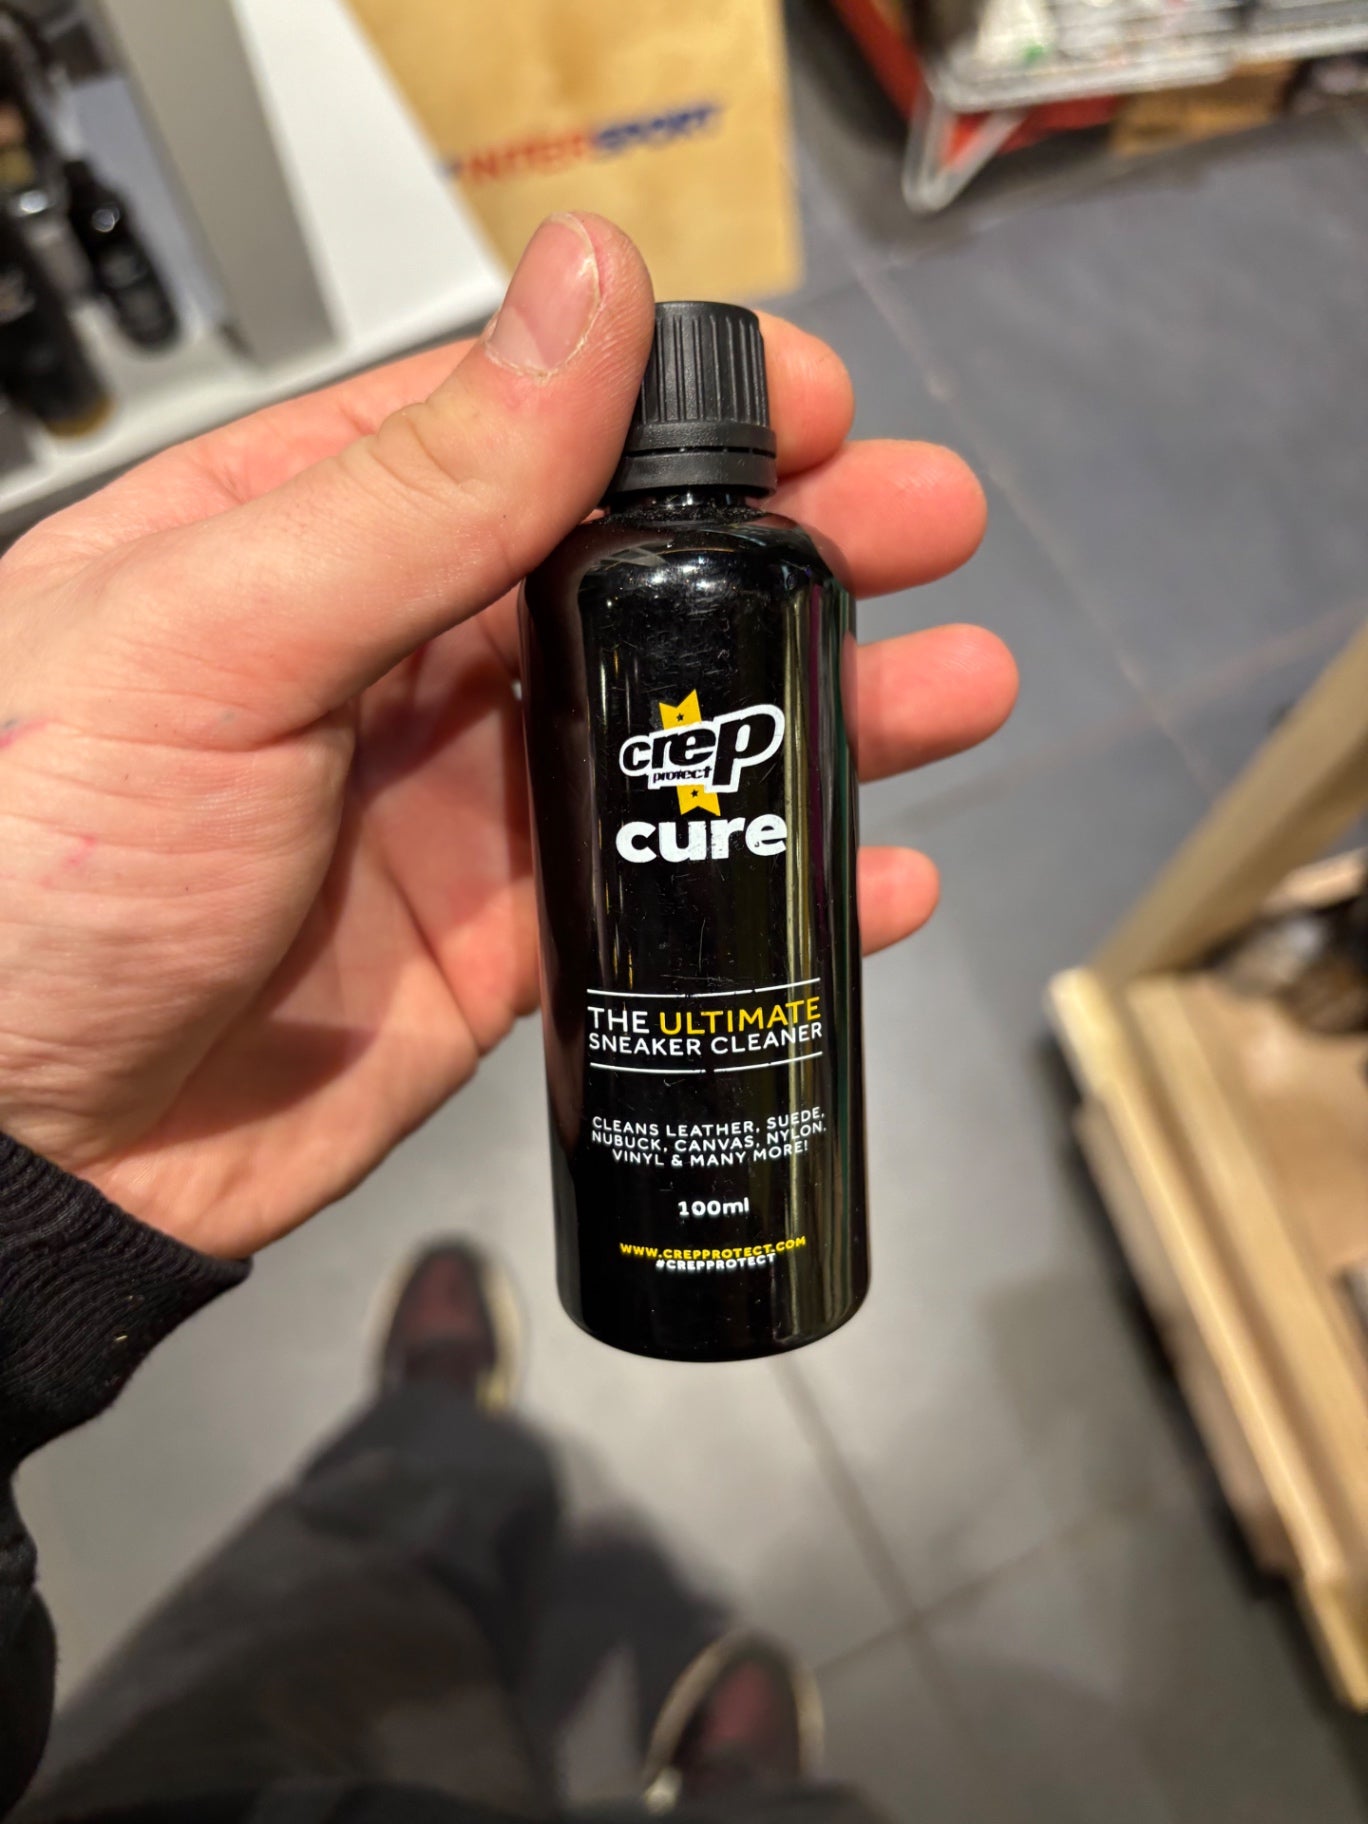 INTERSPORT
crep
protect
cure
THE ULTIMATE
SNEAKER CLEANER
CLEANS LEATHER, SUEDE,
NUBUCK, CANVAS, NYLON,
VINYL & MANY MORE!
100ml
WWW.CREPPROTECT.COM
#CREPPROTECT